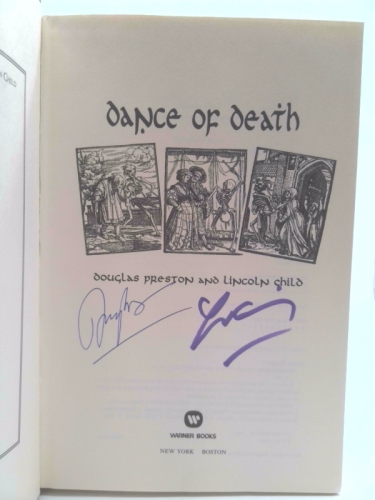 Dance of Death
Douglas Preston and Lincoln Child
W
WARNER BOOKS
NEW YORK BOSTON